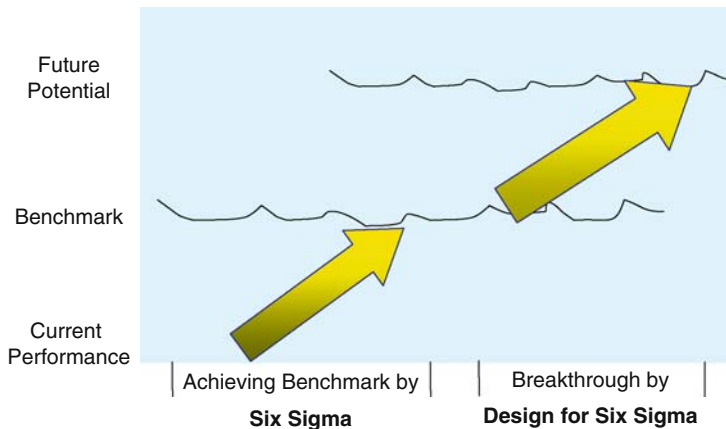 Future
Potential
Benchmark
Current
Performance
Achieving Benchmark by
Six Sigma
Breakthrough by
Design for Six Sigma